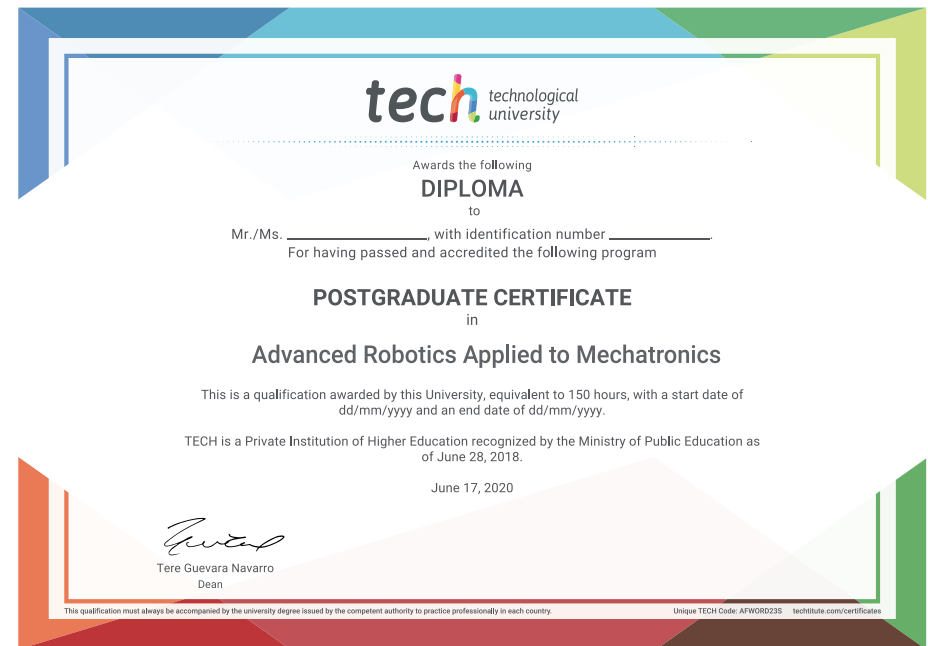 tech technological
university
Awards the following
DIPLOMA
to
Mr./Ms. ____________________, with identification number ______________.
For having passed and accredited the following program
POSTGRADUATE CERTIFICATE
in
Advanced Robotics Applied to Mechatronics
This is a qualification awarded by this University, equivalent to 150 hours, with a start date of
dd/mm/yyyy and an end date of dd/mm/yyyy.
TECH is a Private Institution of Higher Education recognized by the Ministry of Public Education as
of June 28, 2018.
June 17, 2020
Tere Guevara Navarro
Dean
This qualification must always be accompanied by the university degree issued by the competent authority to practice professionally in each country.
Unique TECH Code: AFWORD23S techtitute.com/certificates